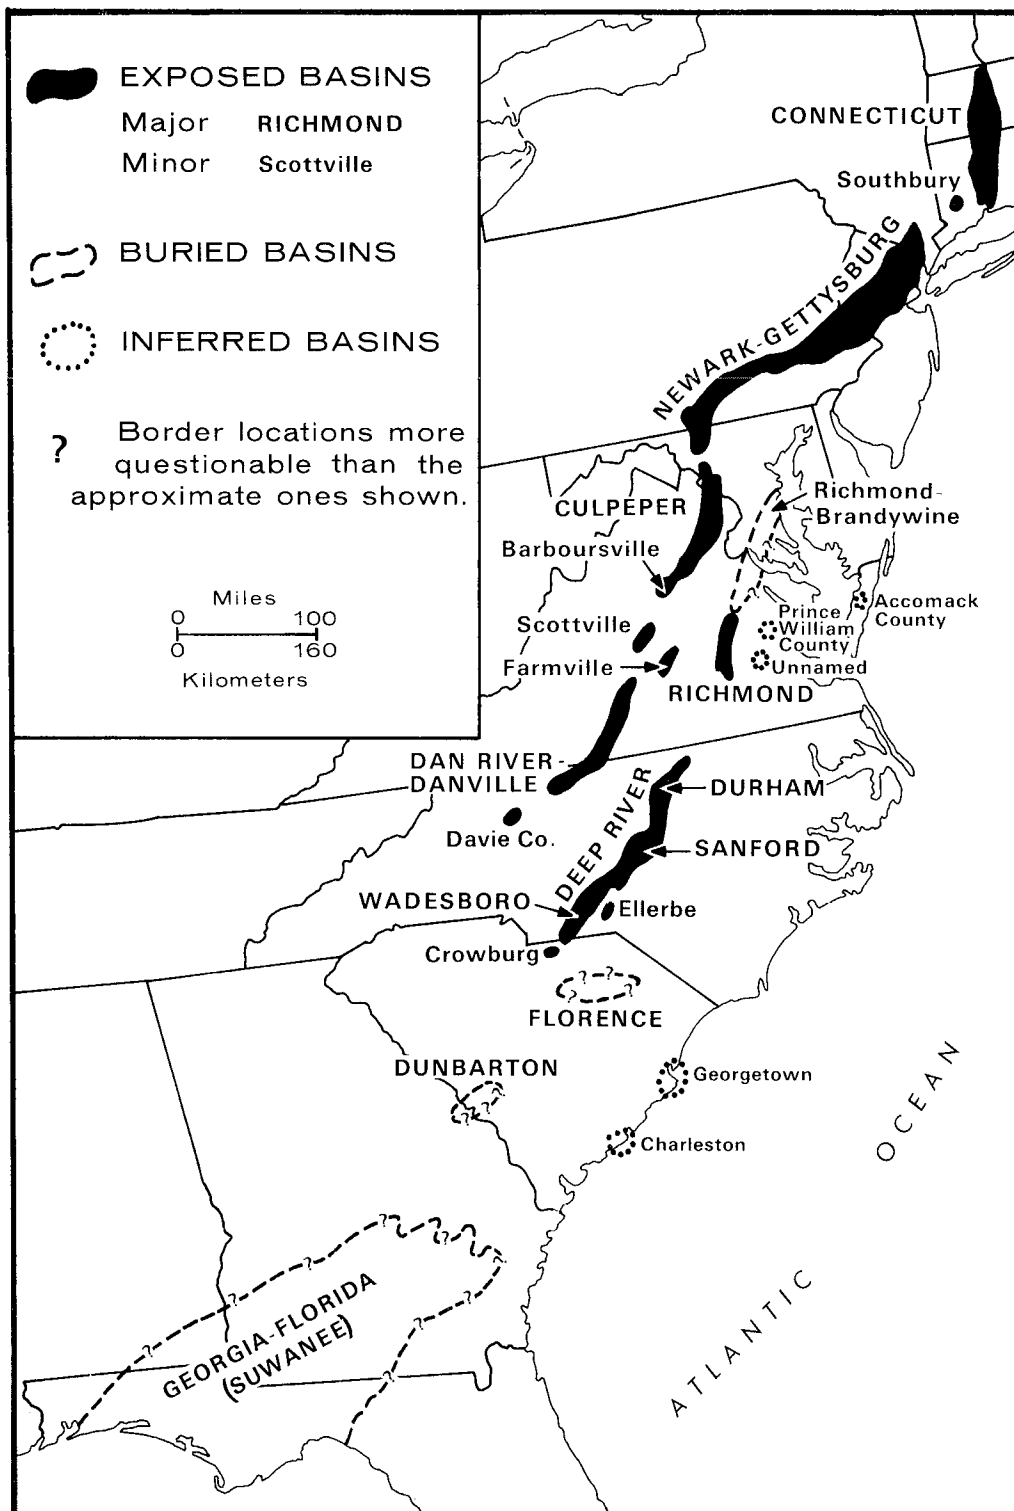 EXPOSED BASINS
Major RICHMOND
Minor Scottville
BURIED BASINS
INFERRED BASINS
? Border locations more
questionable than the
approximate ones shown.
Miles
0 100
0 160
Kilometers
CONNECTICUT
Southbury
NEWARK-GETTYSBURG
CULPEPER
Richmond-
Brandywine
Barboursville
Accomack
County
Prince
William
County
Scottville
Farmville
Unnamed
RICHMOND
DAN RIVER-
DANVILLE
DEEP RIVER
DURHAM
Davie Co.
SANFORD
WADESBORO
Ellerbe
Crowburg
? ? ? ?
FLORENCE
DUNBARTON
? ? ?
Georgetown
Charleston
ATLANTIC OCEAN
? ? ? ? ? ? ? ? ?
GEORGIA-FLORIDA
(SUWANEE)